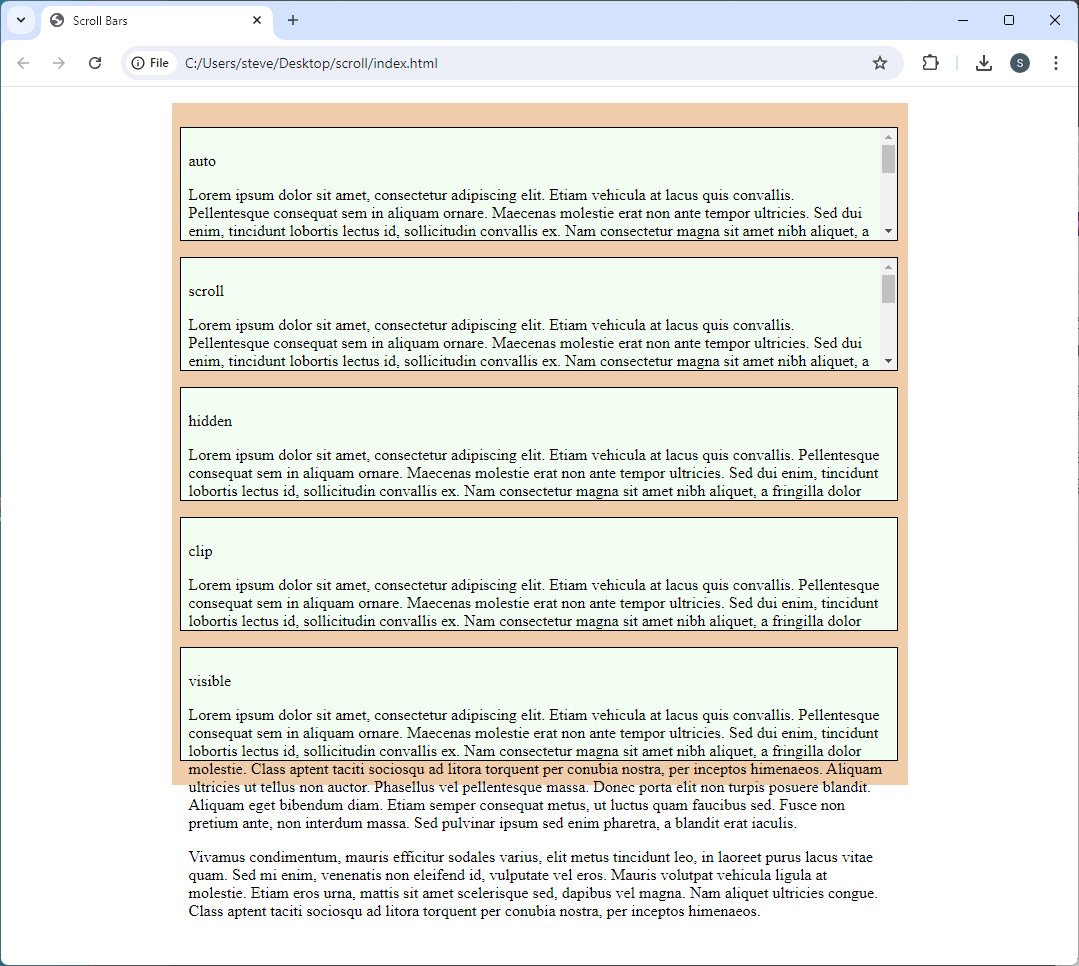 Scroll Bars
File C:/Users/steve/Desktop/scroll/index.html S
auto
Lorem ipsum dolor sit amet, consectetur adipiscing elit. Etiam vehicula at lacus quis convallis.
Pellentesque consequat sem in aliquam ornare. Maecenas molestie erat non ante tempor ultricies. Sed dui
enim, tincidunt lobortis lectus id, sollicitudin convallis ex. Nam consectetur magna sit amet nibh aliquet, a
scroll
Lorem ipsum dolor sit amet, consectetur adipiscing elit. Etiam vehicula at lacus quis convallis.
Pellentesque consequat sem in aliquam ornare. Maecenas molestie erat non ante tempor ultricies. Sed dui
enim, tincidunt lobortis lectus id, sollicitudin convallis ex. Nam consectetur magna sit amet nibh aliquet, a
hidden
Lorem ipsum dolor sit amet, consectetur adipiscing elit. Etiam vehicula at lacus quis convallis. Pellentesque
consequat sem in aliquam ornare. Maecenas molestie erat non ante tempor ultricies. Sed dui enim, tincidunt
lobortis lectus id, sollicitudin convallis ex. Nam consectetur magna sit amet nibh aliquet, a fringilla dolor
clip
Lorem ipsum dolor sit amet, consectetur adipiscing elit. Etiam vehicula at lacus quis convallis. Pellentesque
consequat sem in aliquam ornare. Maecenas molestie erat non ante tempor ultricies. Sed dui enim, tincidunt
lobortis lectus id, sollicitudin convallis ex. Nam consectetur magna sit amet nibh aliquet, a fringilla dolor
visible
Lorem ipsum dolor sit amet, consectetur adipiscing elit. Etiam vehicula at lacus quis convallis. Pellentesque
consequat sem in aliquam ornare. Maecenas molestie erat non ante tempor ultricies. Sed dui enim, tincidunt
lobortis lectus id, sollicitudin convallis ex. Nam consectetur magna sit amet nibh aliquet, a fringilla dolor
molestie. Class aptent taciti sociosqu ad litora torquent per conubia nostra, per inceptos himenaeos. Aliquam
ultricies ut tellus non auctor. Phasellus vel pellentesque massa. Donec porta elit non turpis posuere blandit.
Aliquam eget bibendum diam. Etiam semper consequat metus, ut luctus quam faucibus sed. Fusce non
pretium ante, non interdum massa. Sed pulvinar ipsum sed enim pharetra, a blandit erat iaculis.
Vivamus condimentum, mauris efficitur sodales varius, elit metus tincidunt leo, in laoreet purus lacus vitae
quam. Sed mi enim, venenatis non eleifend id, vulputate vel eros. Mauris volutpat vehicula ligula at
molestie. Etiam eros urna, mattis sit amet scelerisque sed, dapibus vel magna. Nam aliquet ultricies congue.
Class aptent taciti sociosqu ad litora torquent per conubia nostra, per inceptos himenaeos.